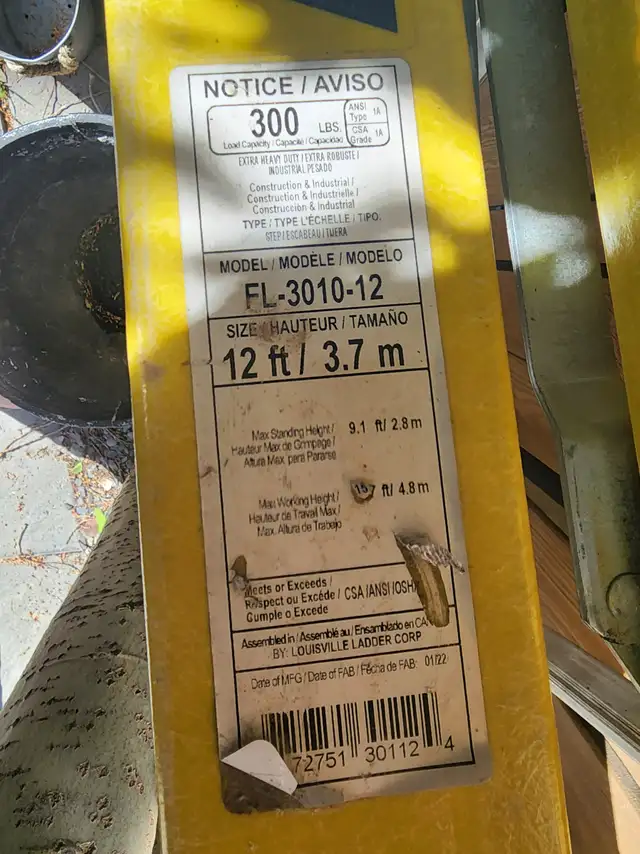 NOTICE / AVISO
300 LBS.
Load Capacity / Capacité / Capacidad
ANSI
Type 1A
CSA
Grade 1A
EXTRA HEAVY DUTY / EXTRA ROBUSTE /
INDUSTRIAL PESADO
Construction & Industrial /
Construction & Industrielle /
Construcción & Industrial
TYPE / TYPE L'ÉCHELLE / TIPO.
STEP / ESCABEAU / TIJERA
MODEL / MODÈLE / MODELO
FL-3010-12
SIZE / HAUTEUR / TAMAÑO
12 ft / 3.7 m
Max Standing Height / 9.1 ft/ 2.8 m
Hauteur Max de Grimpage /
Altura Max. para Pararse
Max Working Height / 15 ft/ 4.8 m
Hauteur de Travail Max /
Max. Altura de Trabajo
Meets or Exceeds /
Respect ou Excéde / CSA /ANSI /OSHA
Cumple o Excede
Assembled in / Assemblé au / Ensamblado en
BY: LOUISVILLE LADDER CORP
Date of MFG / Date of FAB / Fecha de FAB: 01/22
72751 30112 4